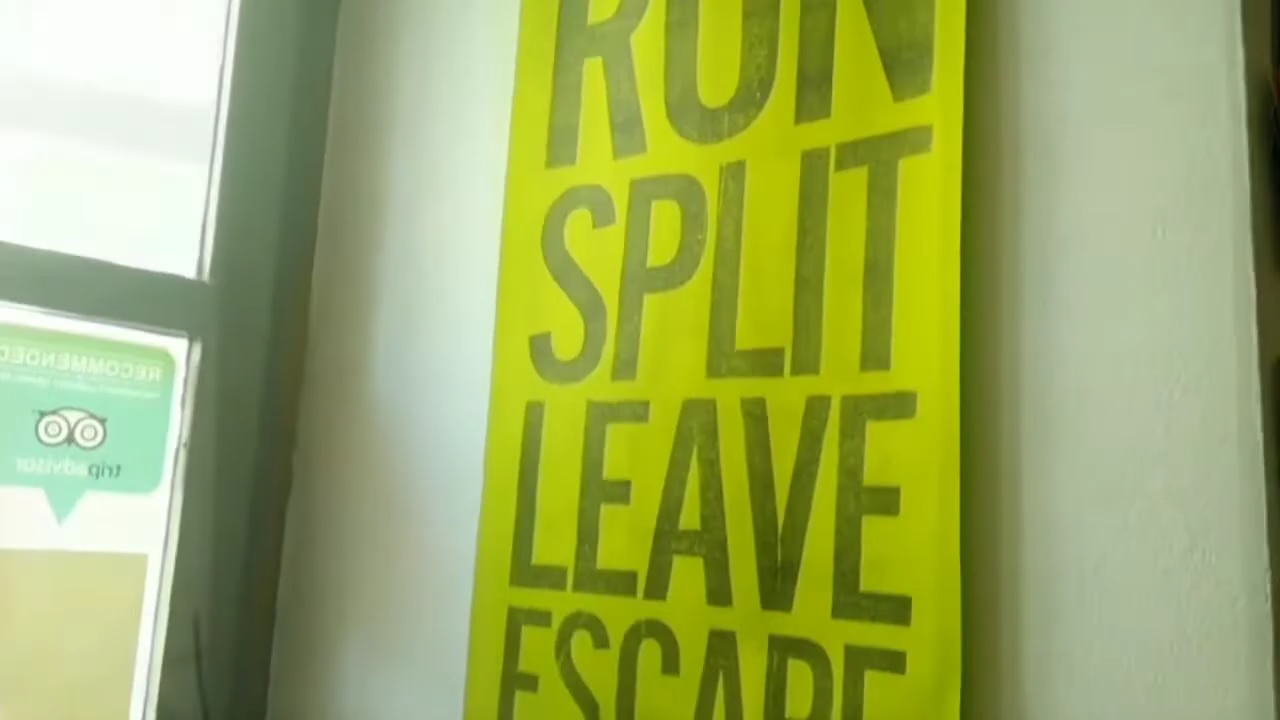 RECOMMENDED
tripadvisor
RUN
SPLIT
LEAVE
ESCAPE